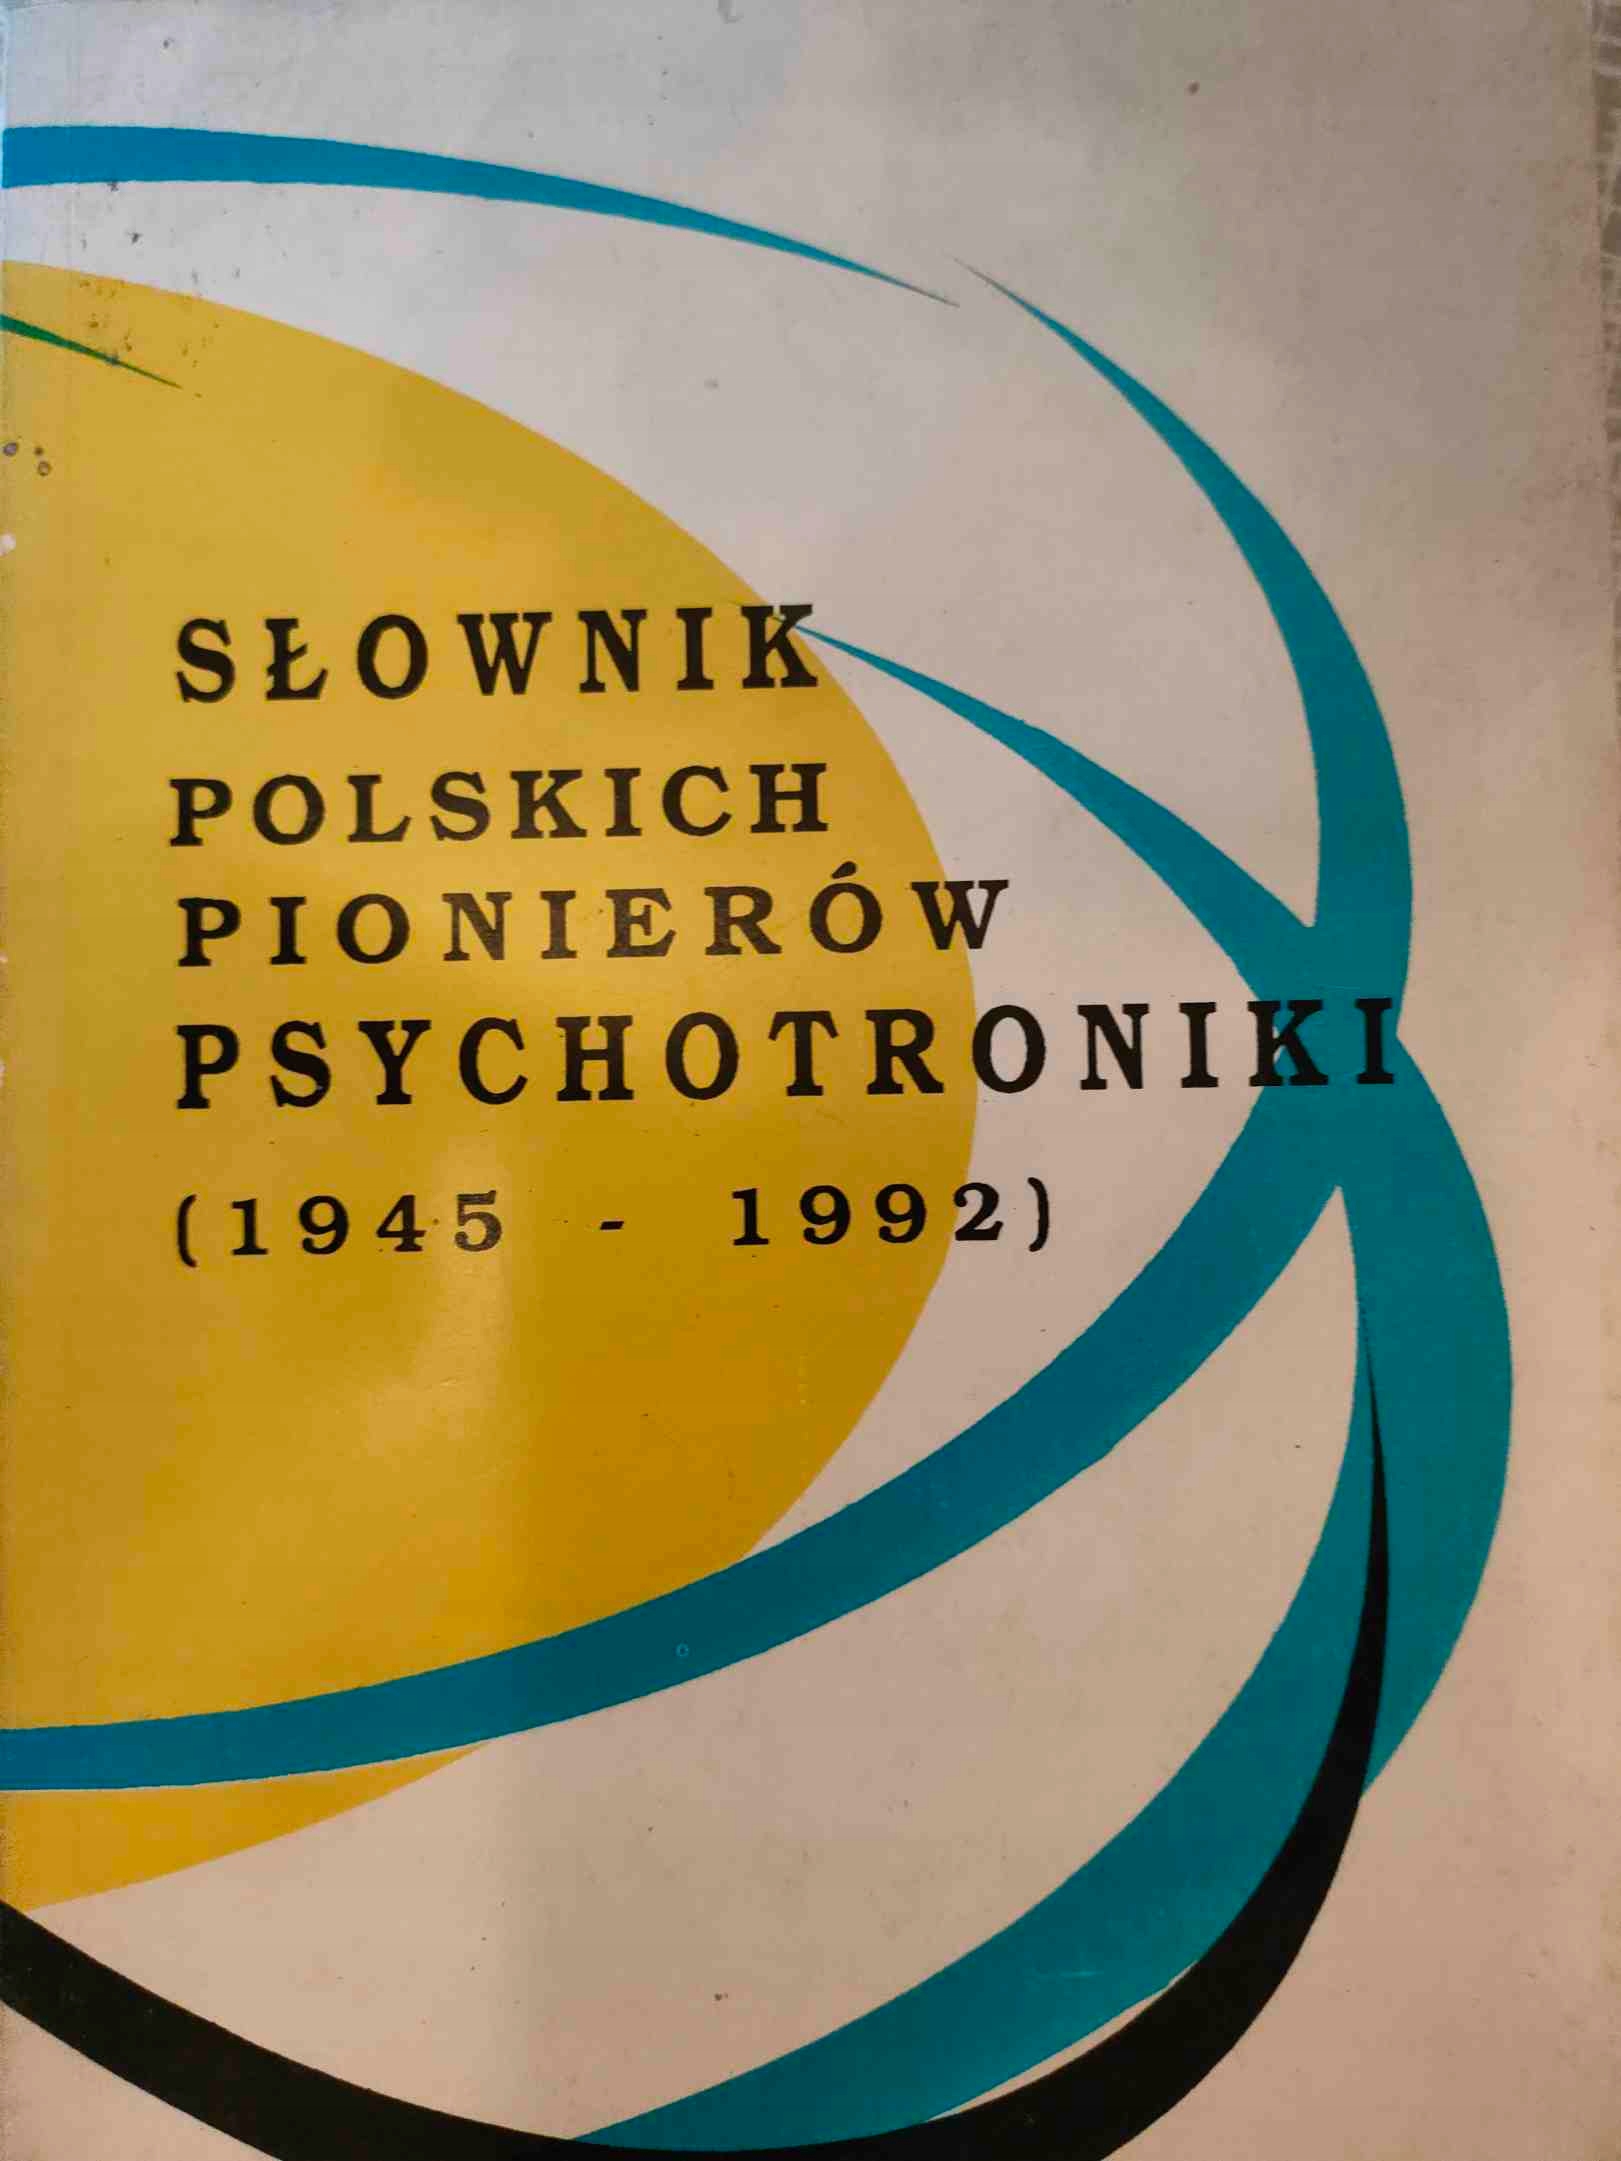 SŁOWNIK
POLSKICH
PIONIERÓW
PSYCHOTRONIKI
(1945 - 1992)